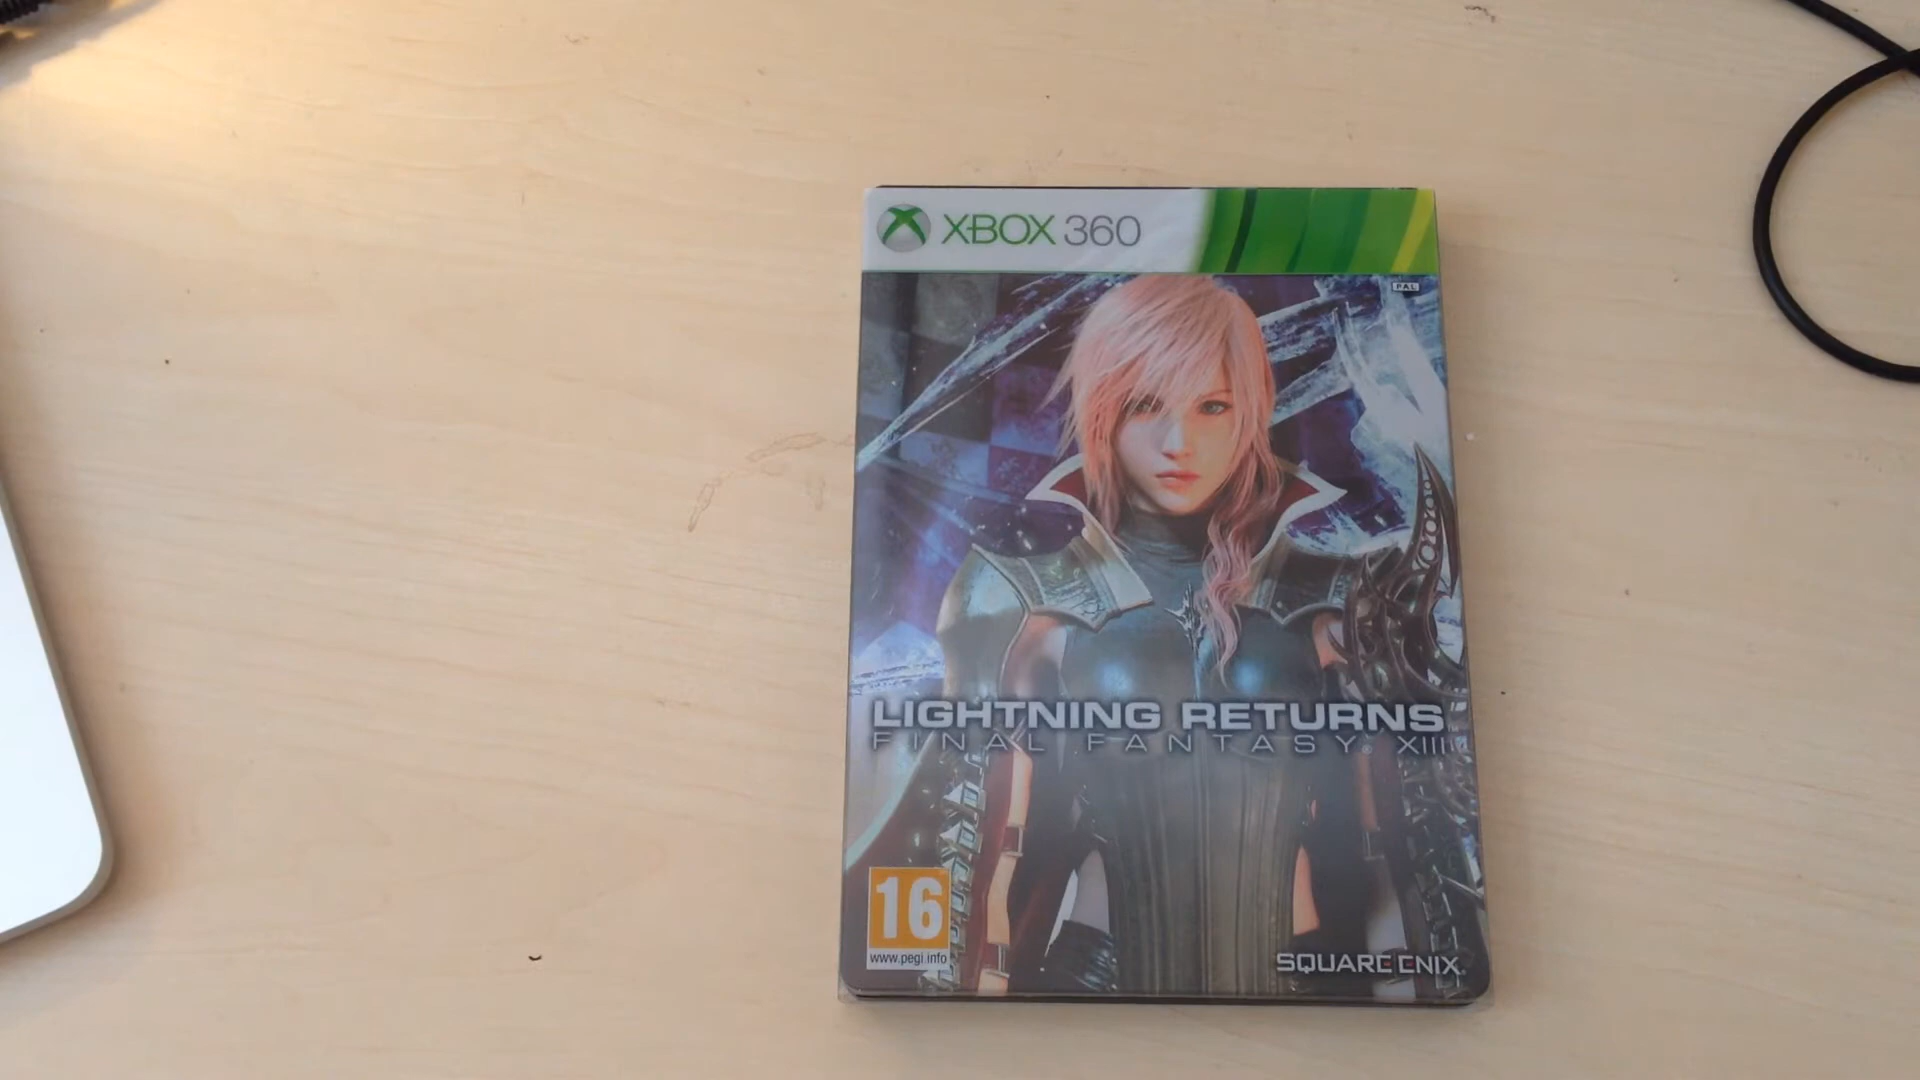 XBOX 360
PAL
LIGHTNING RETURNS
FINAL FANTASY® XIII
16
www.pegi.info
SQUARE ENIX®